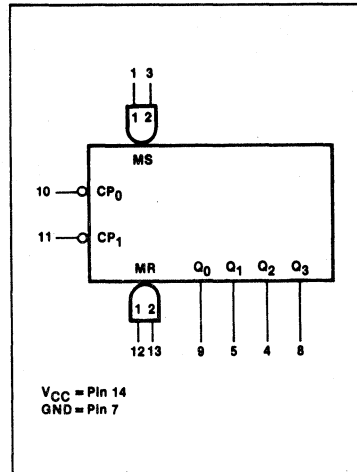 1 3
1 2
MS
10 CP0
11 CP1
MR Q0 Q1 Q2 Q3
1 2
12 13 9 5 4 8
VCC = Pin 14
GND = Pin 7